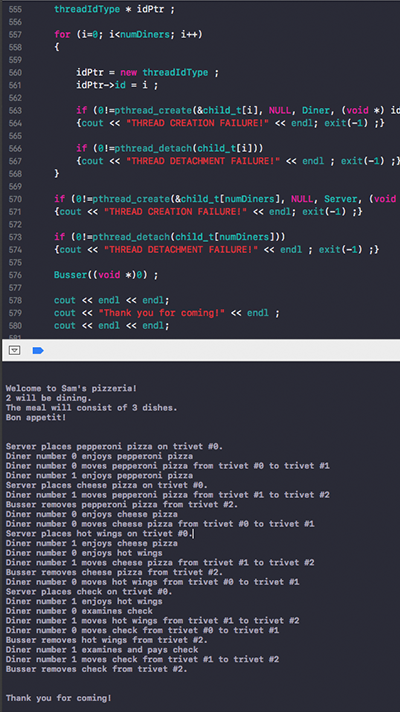 555 threadIdType * idPtr ;
556
557 for (i=0; i<numDiners; i++)
558 {
559
560 idPtr = new threadIdType ;
561 idPtr->id = i ;
562
563 if (0!=pthread_create(&child_t[i], NULL, Diner, (void *) id
564 {cout << "THREAD CREATION FAILURE!" << endl; exit(-1) ;}
565
566 if (0!=pthread_detach(child_t[i]))
567 {cout << "THREAD DETACHMENT FAILURE!" << endl ; exit(-1) ;}
568 }
569
570 if (0!=pthread_create(&child_t[numDiners], NULL, Server, (void
571 {cout << "THREAD CREATION FAILURE!" << endl; exit(-1) ;}
572
573 if (0!=pthread_detach(child_t[numDiners]))
574 {cout << "THREAD DETACHMENT FAILURE!" << endl ; exit(-1) ;}
575
576 Busser((void *)0) ;
577
578 cout << endl << endl;
579 cout << "Thank you for coming!" << endl ;
580 cout << endl << endl;
581
Welcome to Sam's pizzeria!
2 will be dining.
The meal will consist of 3 dishes.
Bon appetit!
Server places pepperoni pizza on trivet #0.
Diner number 0 enjoys pepperoni pizza
Diner number 0 moves pepperoni pizza from trivet #0 to trivet #1
Diner number 1 enjoys pepperoni pizza
Server places cheese pizza on trivet #0.
Diner number 1 moves pepperoni pizza from trivet #1 to trivet #2
Busser removes pepperoni pizza from trivet #2.
Diner number 0 enjoys cheese pizza
Diner number 0 moves cheese pizza from trivet #0 to trivet #1
Server places hot wings on trivet #0.
Diner number 1 enjoys cheese pizza
Diner number 0 enjoys hot wings
Diner number 1 moves cheese pizza from trivet #1 to trivet #2
Busser removes cheese pizza from trivet #2.
Diner number 0 moves hot wings from trivet #0 to trivet #1
Server places check on trivet #0.
Diner number 1 enjoys hot wings
Diner number 0 examines check
Diner number 1 moves hot wings from trivet #1 to trivet #2
Diner number 0 moves check from trivet #0 to trivet #1
Busser removes hot wings from trivet #2.
Diner number 1 examines and pays check
Diner number 1 moves check from trivet #1 to trivet #2
Busser removes check from trivet #2.
Thank you for coming!